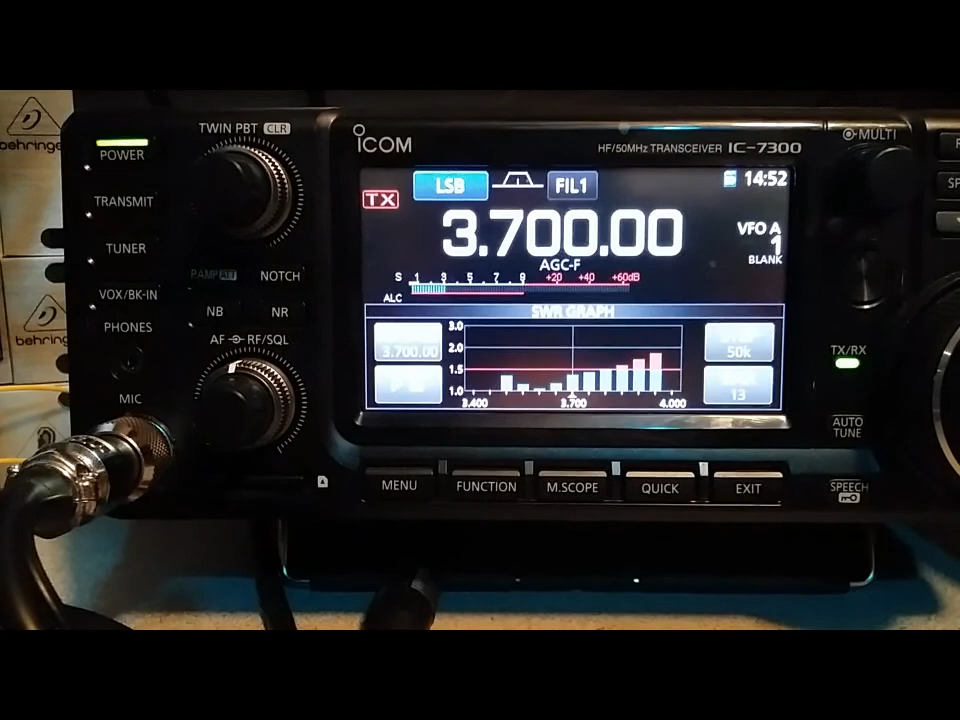 behringer
behring
POWER
TRANSMIT
TUNER
VOX/BK-IN
PHONES
MIC
TWIN PBT CLR
P.AMP ATT NOTCH
NB NR
AF RF/SQL
ICOM
HF/50MHz TRANSCEIVER IC-7300
TX LSB FIL1 14:52
3.700.00
VFO A
1
BLANK
AGC-F
S 1 3 5 7 9 +20 +40 +60dB
ALC
SWR GRAPH
3.700.00
3.0
2.0
1.5
1.0
3.400 3.700 4.000
50k
13
MENU FUNCTION M.SCOPE QUICK EXIT
MULTI
TX/RX
AUTO
TUNE
SPEECH
SP